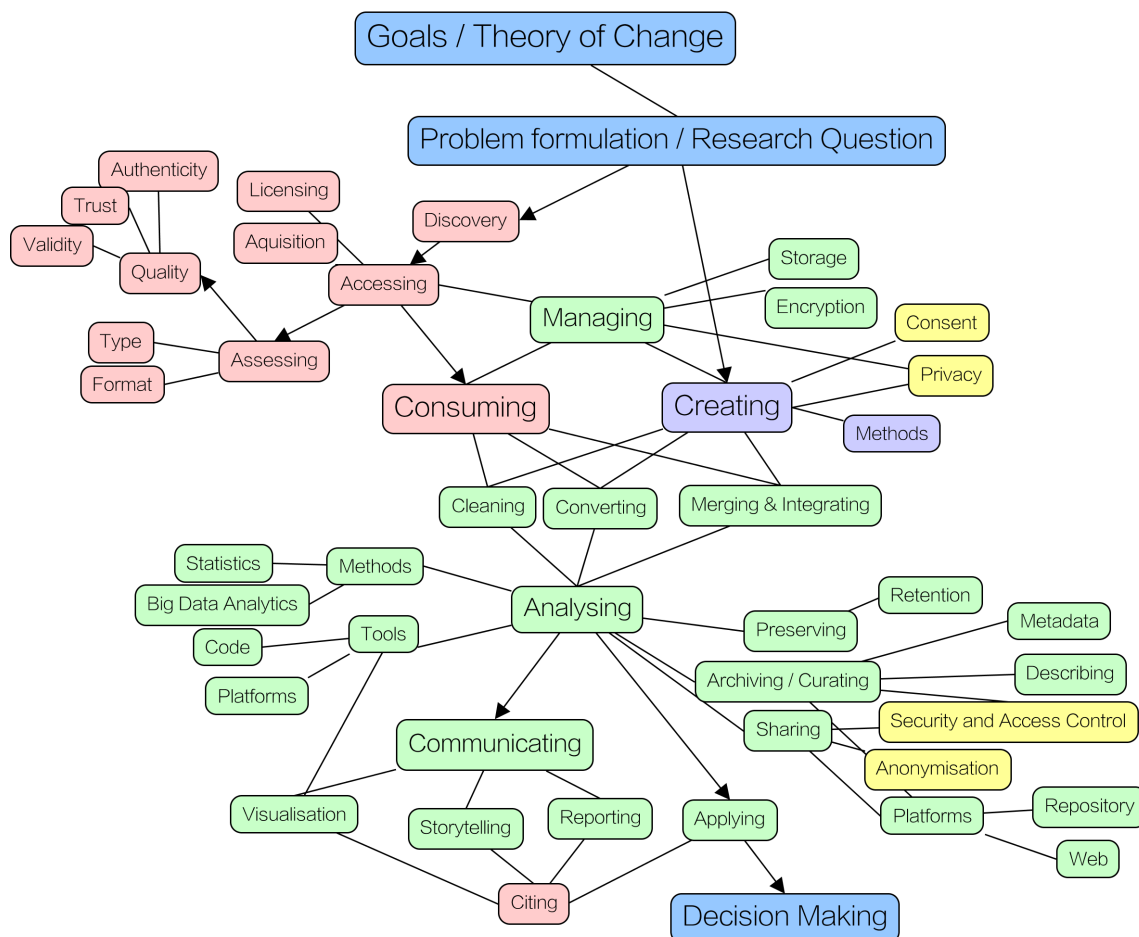 Goals / Theory of Change
Problem formulation / Research Question
Authenticity
Licensing
Trust
Discovery
Validity
Aquisition
Quality
Accessing
Storage
Encryption
Managing
Consent
Type
Assessing
Privacy
Format
Consuming
Creating
Methods
Cleaning
Converting
Merging & Integrating
Statistics
Methods
Big Data Analytics
Analysing
Retention
Code
Tools
Preserving
Metadata
Platforms
Archiving / Curating
Describing
Communicating
Sharing
Security and Access Control
Anonymisation
Visualisation
Storytelling
Reporting
Applying
Platforms
Repository
Web
Citing
Decision Making